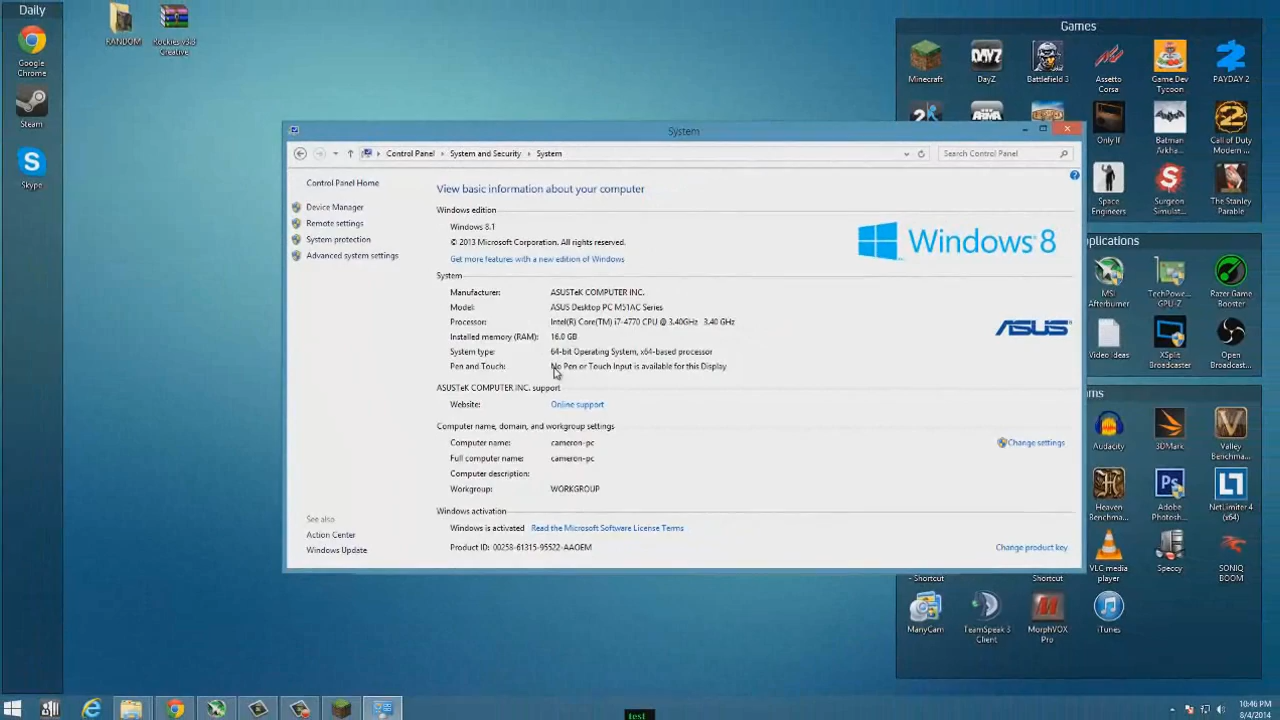 Daily
Google
Chrome
Steam
Skype
RANDOM
Rockies v3.3
Creative
Games
Minecraft
DayZ
Battlefield 3
Assetto
Corsa
Game Dev
Tycoon
PAYDAY 2
Only If
Batman
Arkha...
Call of Duty
Modern ...
Space
Engineers
Surgeon
Simulat...
The Stanley
Parable
System
Control Panel
System and Security
System
Search Control Panel
Control Panel Home
Device Manager
Remote settings
System protection
Advanced system settings
See also
Action Center
Windows Update
View basic information about your computer
Windows edition
Windows 8.1
© 2013 Microsoft Corporation. All rights reserved.
Get more features with a new edition of Windows
Windows 8
System
Manufacturer: ASUSTeK COMPUTER INC.
Model: ASUS Desktop PC M51AC Series
Processor: Intel(R) Core(TM) i7-4770 CPU @ 3.40GHz 3.40 GHz
Installed memory (RAM): 16.0 GB
System type: 64-bit Operating System, x64-based processor
Pen and Touch: No Pen or Touch Input is available for this Display
ASUS
ASUSTeK COMPUTER INC. support
Website: Online support
Computer name, domain, and workgroup settings
Computer name: cameron-pc
Full computer name: cameron-pc
Computer description:
Workgroup: WORKGROUP
Change settings
Windows activation
Windows is activated Read the Microsoft Software License Terms
Product ID: 00258-61315-95522-AAOEM
Change product key
pplications
MSI
Afterburner
TechPowe...
GPU-Z
Razer Game
Booster
Video Ideas
XSplit
Broadcaster
Open
Broadcast...
ms
Audacity
3DMark
Valley
Benchma...
Heaven
Benchma...
Adobe
Photosh...
NetLimiter 4
(x64)
- Shortcut
Shortcut
VLC media
player
Speccy
SONIQ
BOOM
ManyCam
TeamSpeak 3
Client
MorphVOX
Pro
iTunes
test
10:46 PM
8/4/2014